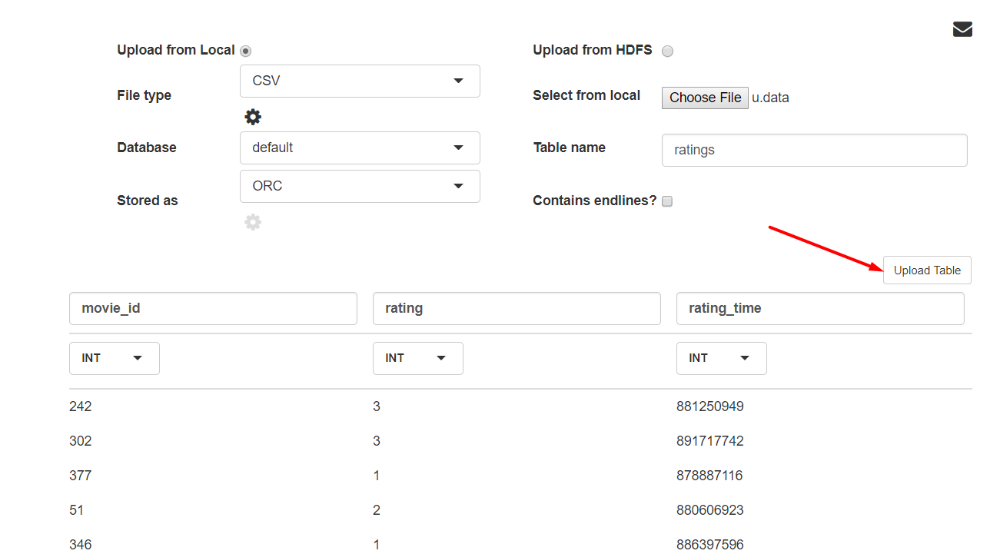 Upload from Local Upload from HDFS
CSV
File type Select from local Choose File u.data
Database default Table name ratings
ORC
Stored as Contains endlines?
Upload Table
movie_id rating rating_time
INT INT INT
242 3 881250949
302 3 891717742
377 1 878887116
51 2 880606923
346 1 886397596